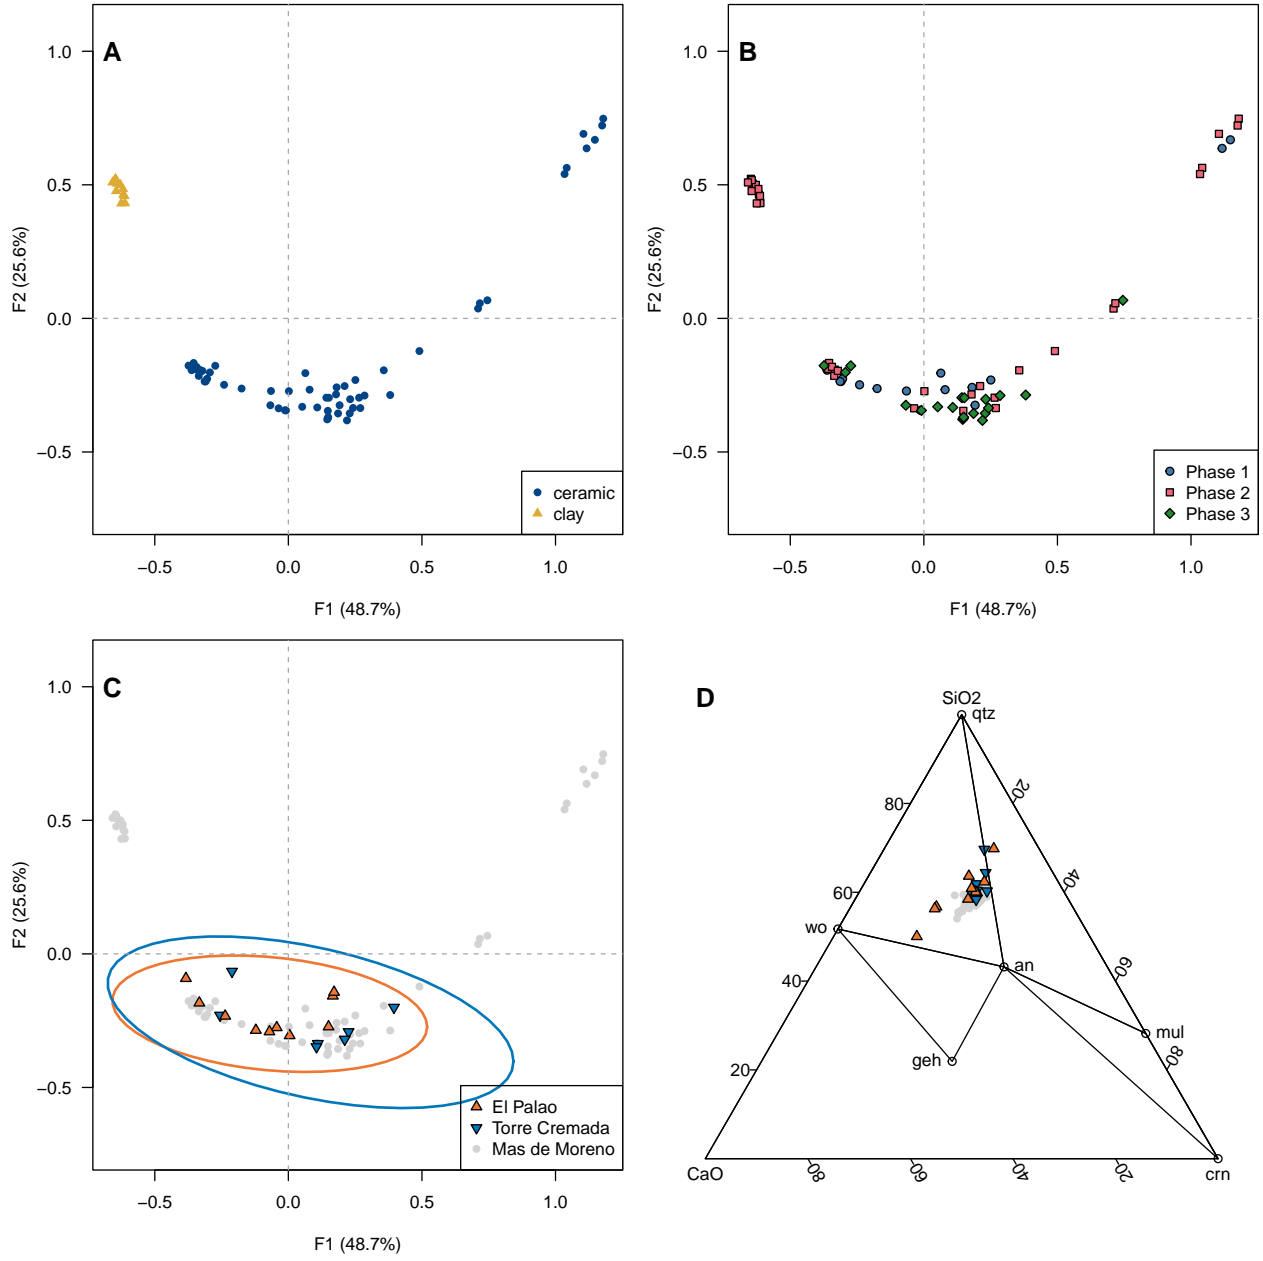 A
1.0
0.5
0.0
−0.5
F2 (25.6%)
ceramic
clay
−0.5 0.0 0.5 1.0
F1 (48.7%)
B
1.0
0.5
0.0
−0.5
F2 (25.6%)
Phase 1
Phase 2
Phase 3
−0.5 0.0 0.5 1.0
F1 (48.7%)
C
1.0
0.5
0.0
−0.5
F2 (25.6%)
El Palao
Torre Cremada
Mas de Moreno
−0.5 0.0 0.5 1.0
F1 (48.7%)
D
SiO2
qtz
20
80
40
60
wo
an
60
40
mul
geh
80
20
CaO
80 60 40 20
crn